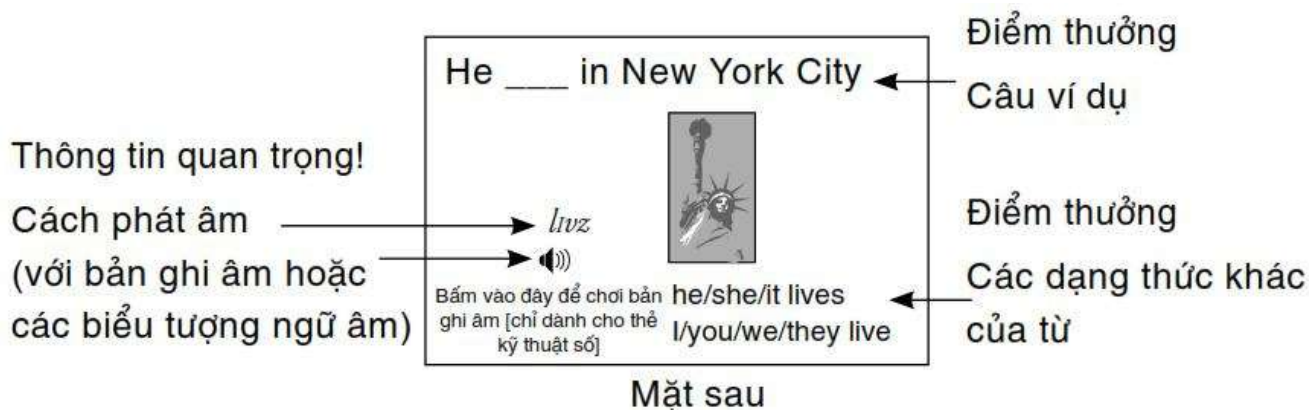 Điểm thưởng
Câu ví dụ
He ___ in New York City
Thông tin quan trọng!
Cách phát âm
(với bản ghi âm hoặc
các biểu tượng ngữ âm)
lɪvz
Bấm vào đây để chơi bản
ghi âm [chỉ dành cho thẻ
kỹ thuật số]
he/she/it lives
I/you/we/they live
Điểm thưởng
Các dạng thức khác
của từ
Mặt sau